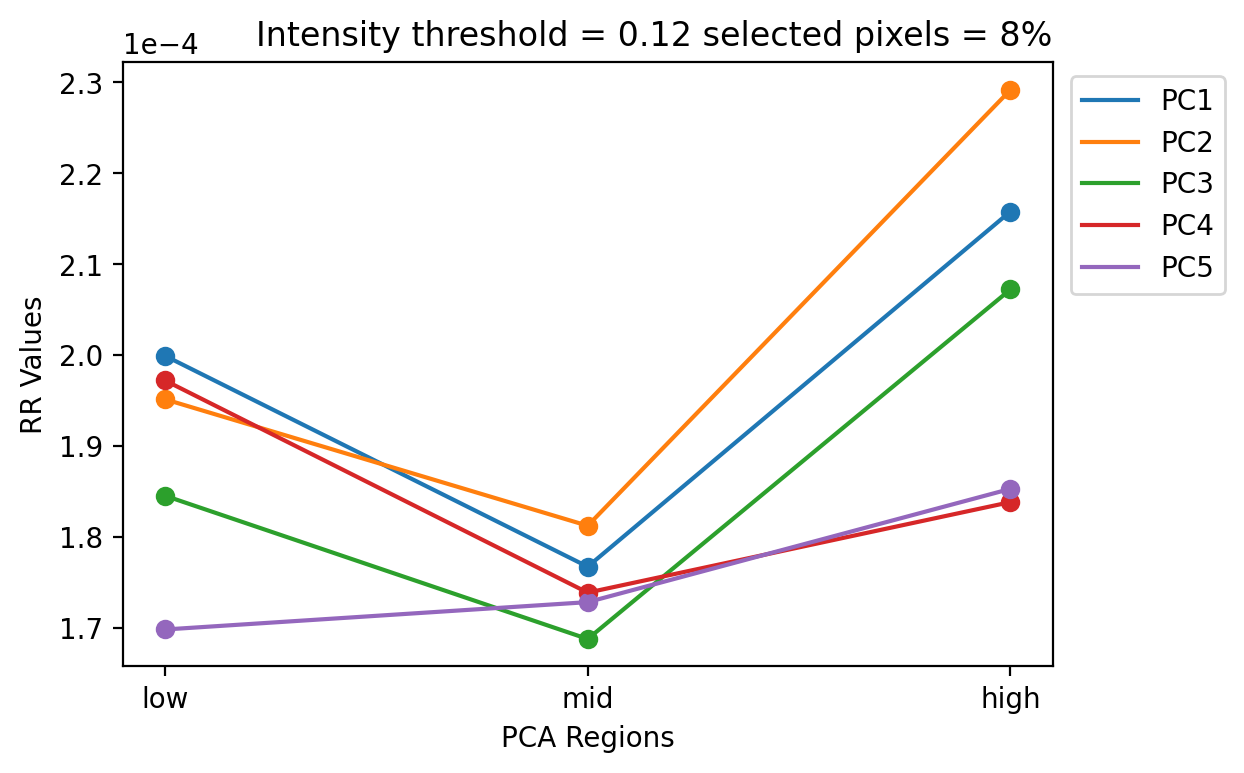 Intensity threshold = 0.12 selected pixels = 8%
1e−4
2.3
2.2
2.1
2.0
1.9
1.8
1.7
RR Values
low mid high
PCA Regions
PC1
PC2
PC3
PC4
PC5